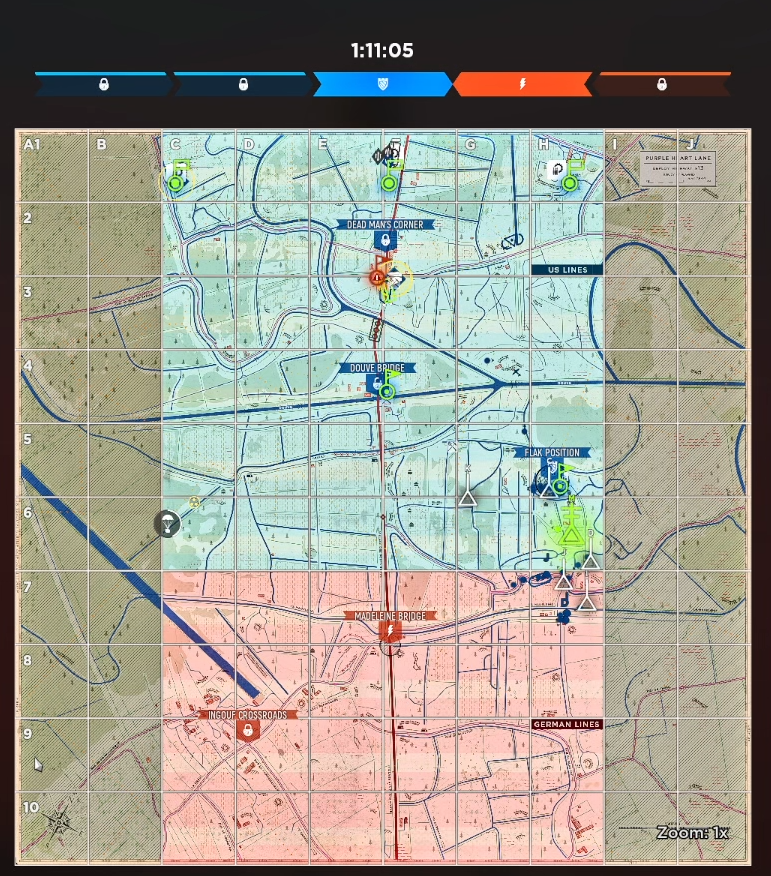 1:11:05
A1 B C D E F G H I J
PURPLE HEART LANE
2
DEAD MAN'S CORNER
US LINES
3
4
DOUVE BRIDGE
5
FLAK POSITION
6
7
MADELEINE BRIDGE
8
INGOUF CROSSROADS
GERMAN LINES
9
10
Zoom: 1x